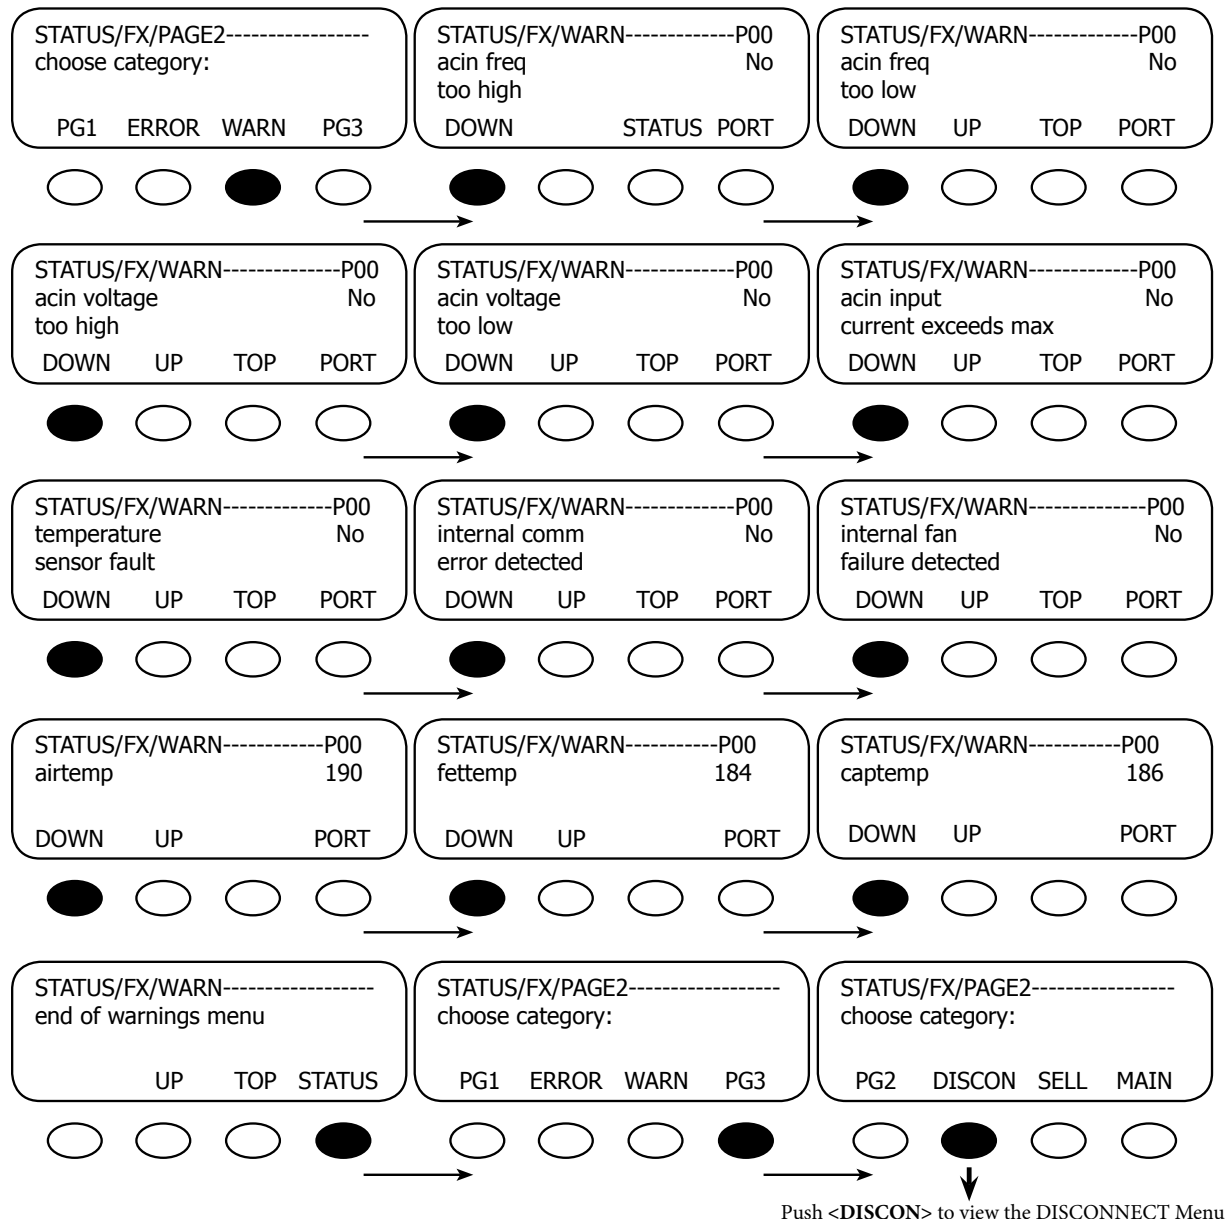 STATUS/FX/PAGE2-----------------
choose category:
PG1 ERROR WARN PG3
STATUS/FX/WARN-------------P00
acin freq No
too high
DOWN STATUS PORT
STATUS/FX/WARN-------------P00
acin freq No
too low
DOWN UP TOP PORT
STATUS/FX/WARN--------------P00
acin voltage No
too high
DOWN UP TOP PORT
STATUS/FX/WARN-------------P00
acin voltage No
too low
DOWN UP TOP PORT
STATUS/FX/WARN-------------P00
acin input No
current exceeds max
DOWN UP TOP PORT
STATUS/FX/WARN-------------P00
temperature No
sensor fault
DOWN UP TOP PORT
STATUS/FX/WARN-------------P00
internal comm No
error detected
DOWN UP TOP PORT
STATUS/FX/WARN--------------P00
internal fan No
failure detected
DOWN UP TOP PORT
STATUS/FX/WARN------------P00
airtemp 190
DOWN UP PORT
STATUS/FX/WARN-----------P00
fettemp 184
DOWN UP PORT
STATUS/FX/WARN-----------P00
captemp 186
DOWN UP PORT
STATUS/FX/WARN------------------
end of warnings menu
UP TOP STATUS
STATUS/FX/PAGE2------------------
choose category:
PG1 ERROR WARN PG3
STATUS/FX/PAGE2-----------------
choose category:
PG2 DISCON SELL MAIN
Push <DISCON> to view the DISCONNECT Menu